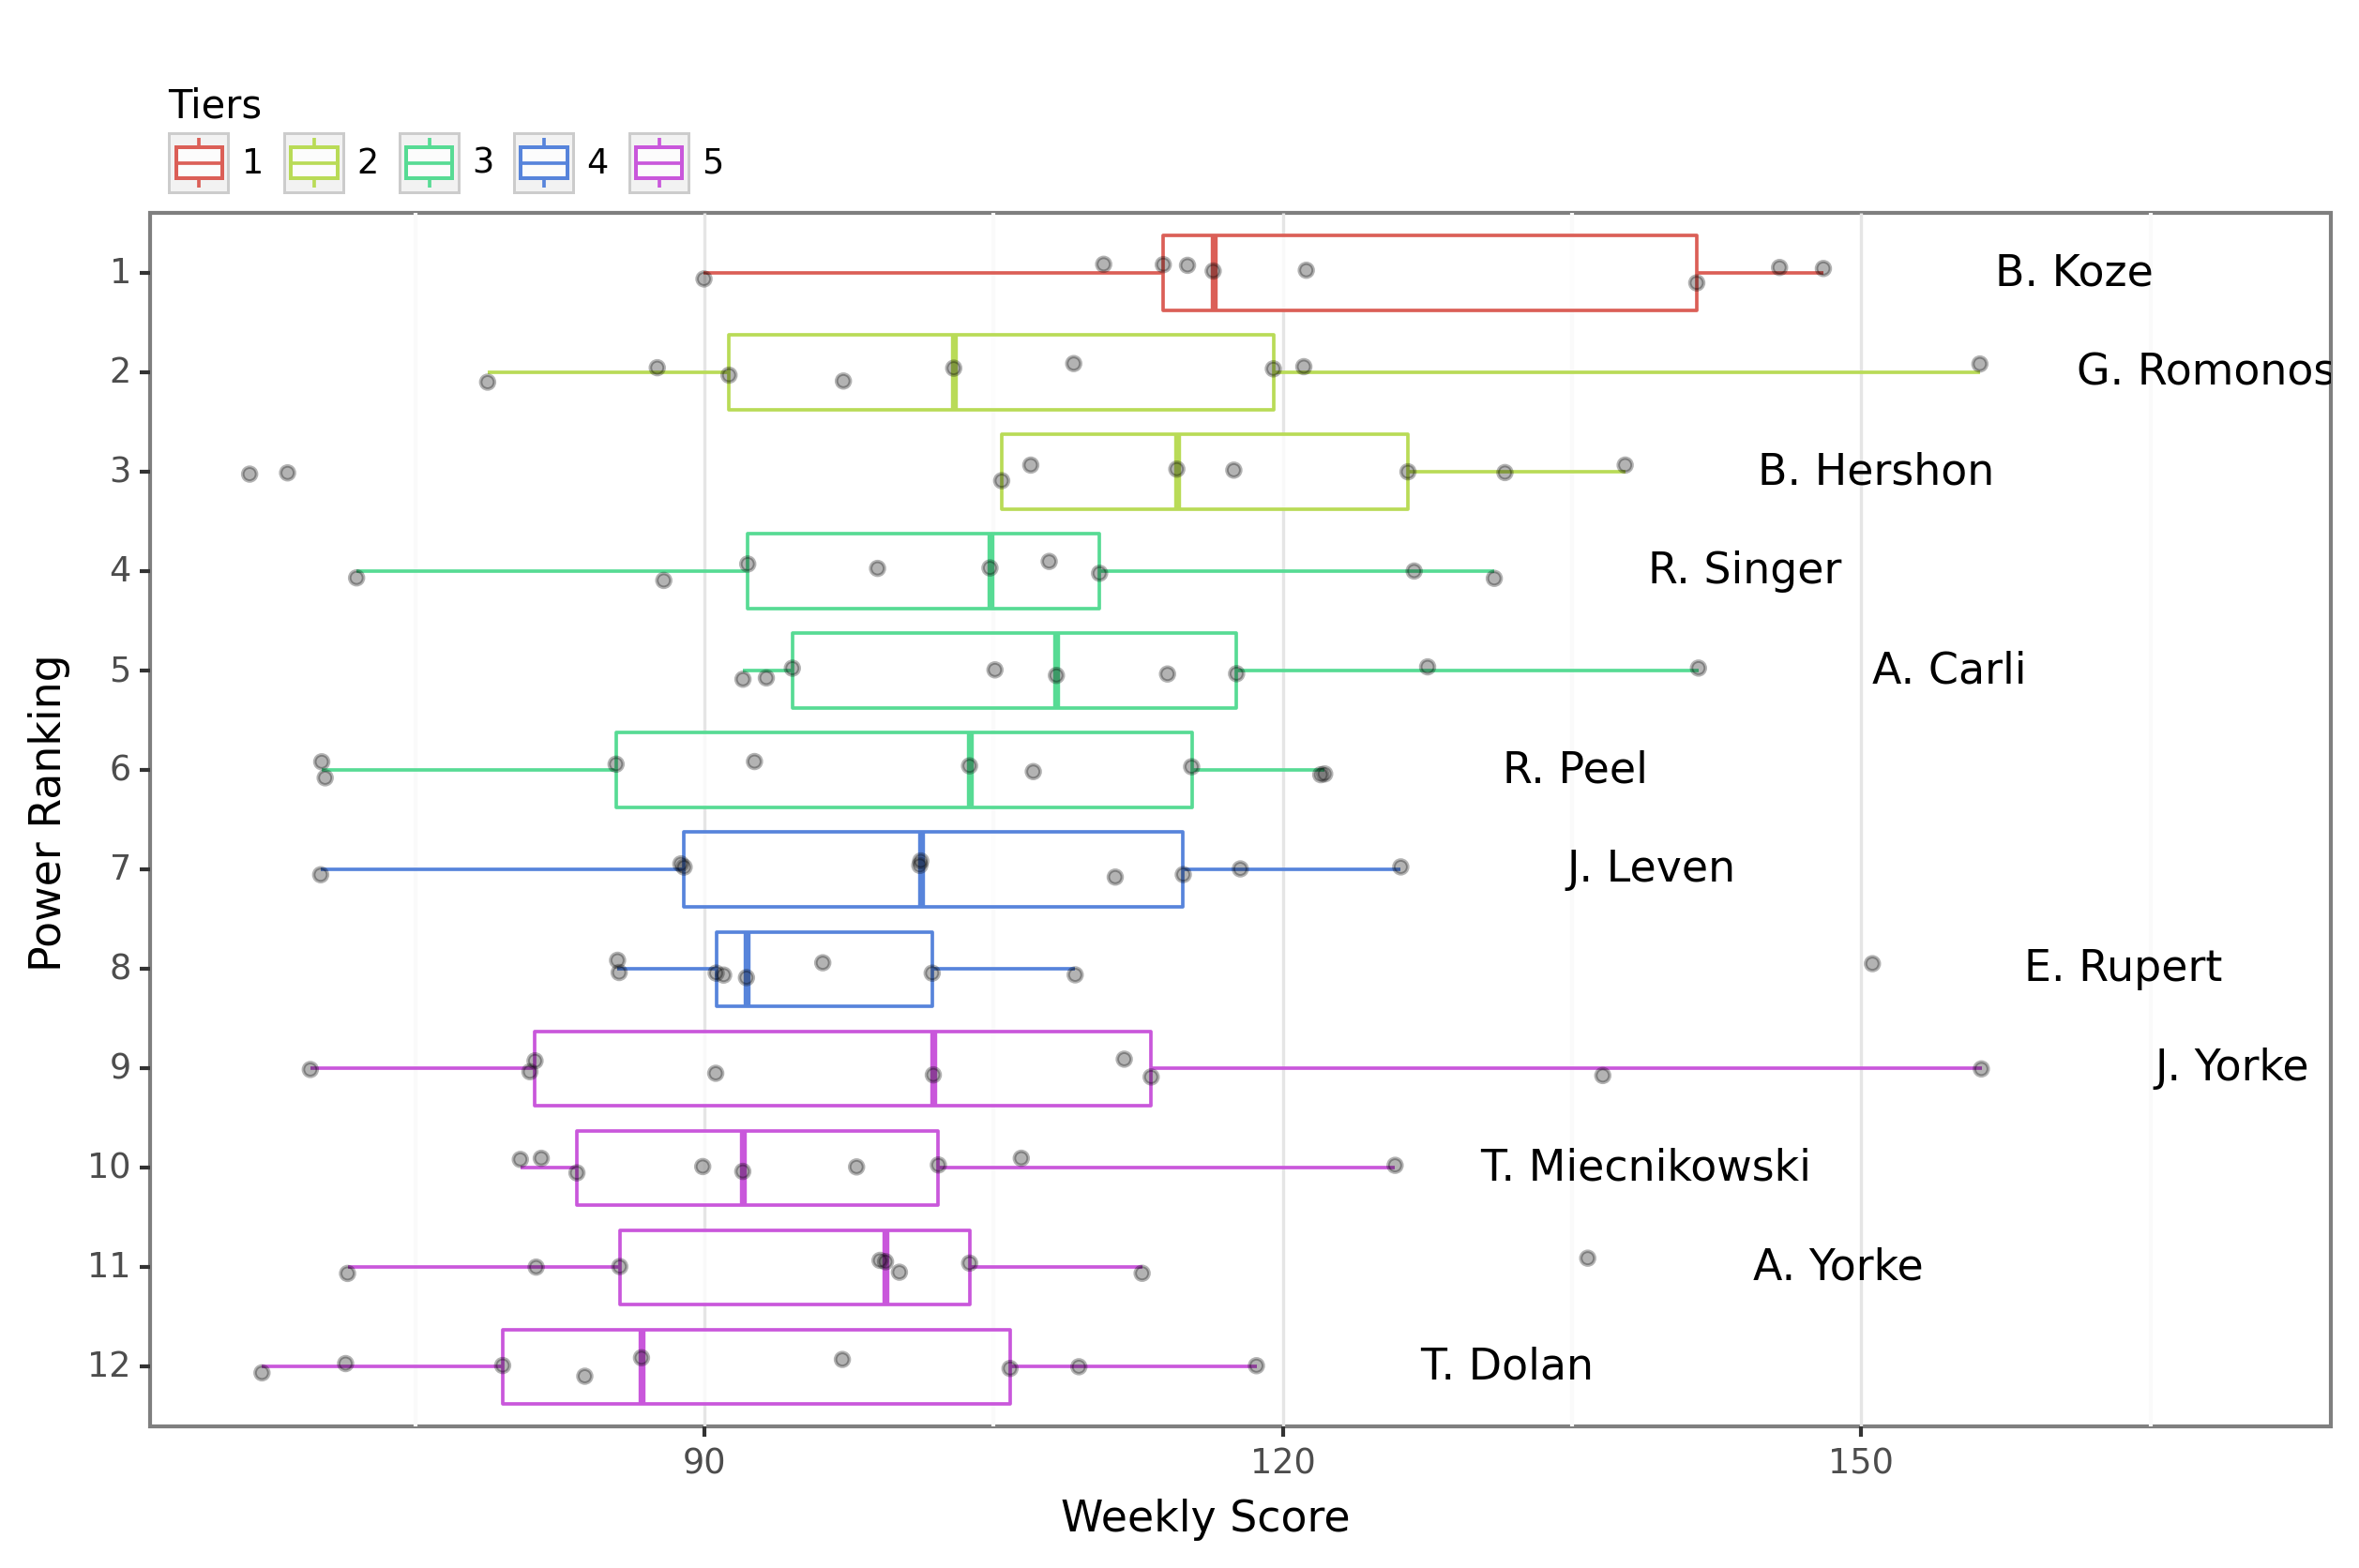 Tiers
1 2 3 4 5
1 B. Koze
2 G. Romonos
3 B. Hershon
4 R. Singer
5 A. Carli
6 R. Peel
7 J. Leven
8 E. Rupert
9 J. Yorke
10 T. Miecnikowski
11 A. Yorke
12 T. Dolan
Power Ranking
90 120 150
Weekly Score